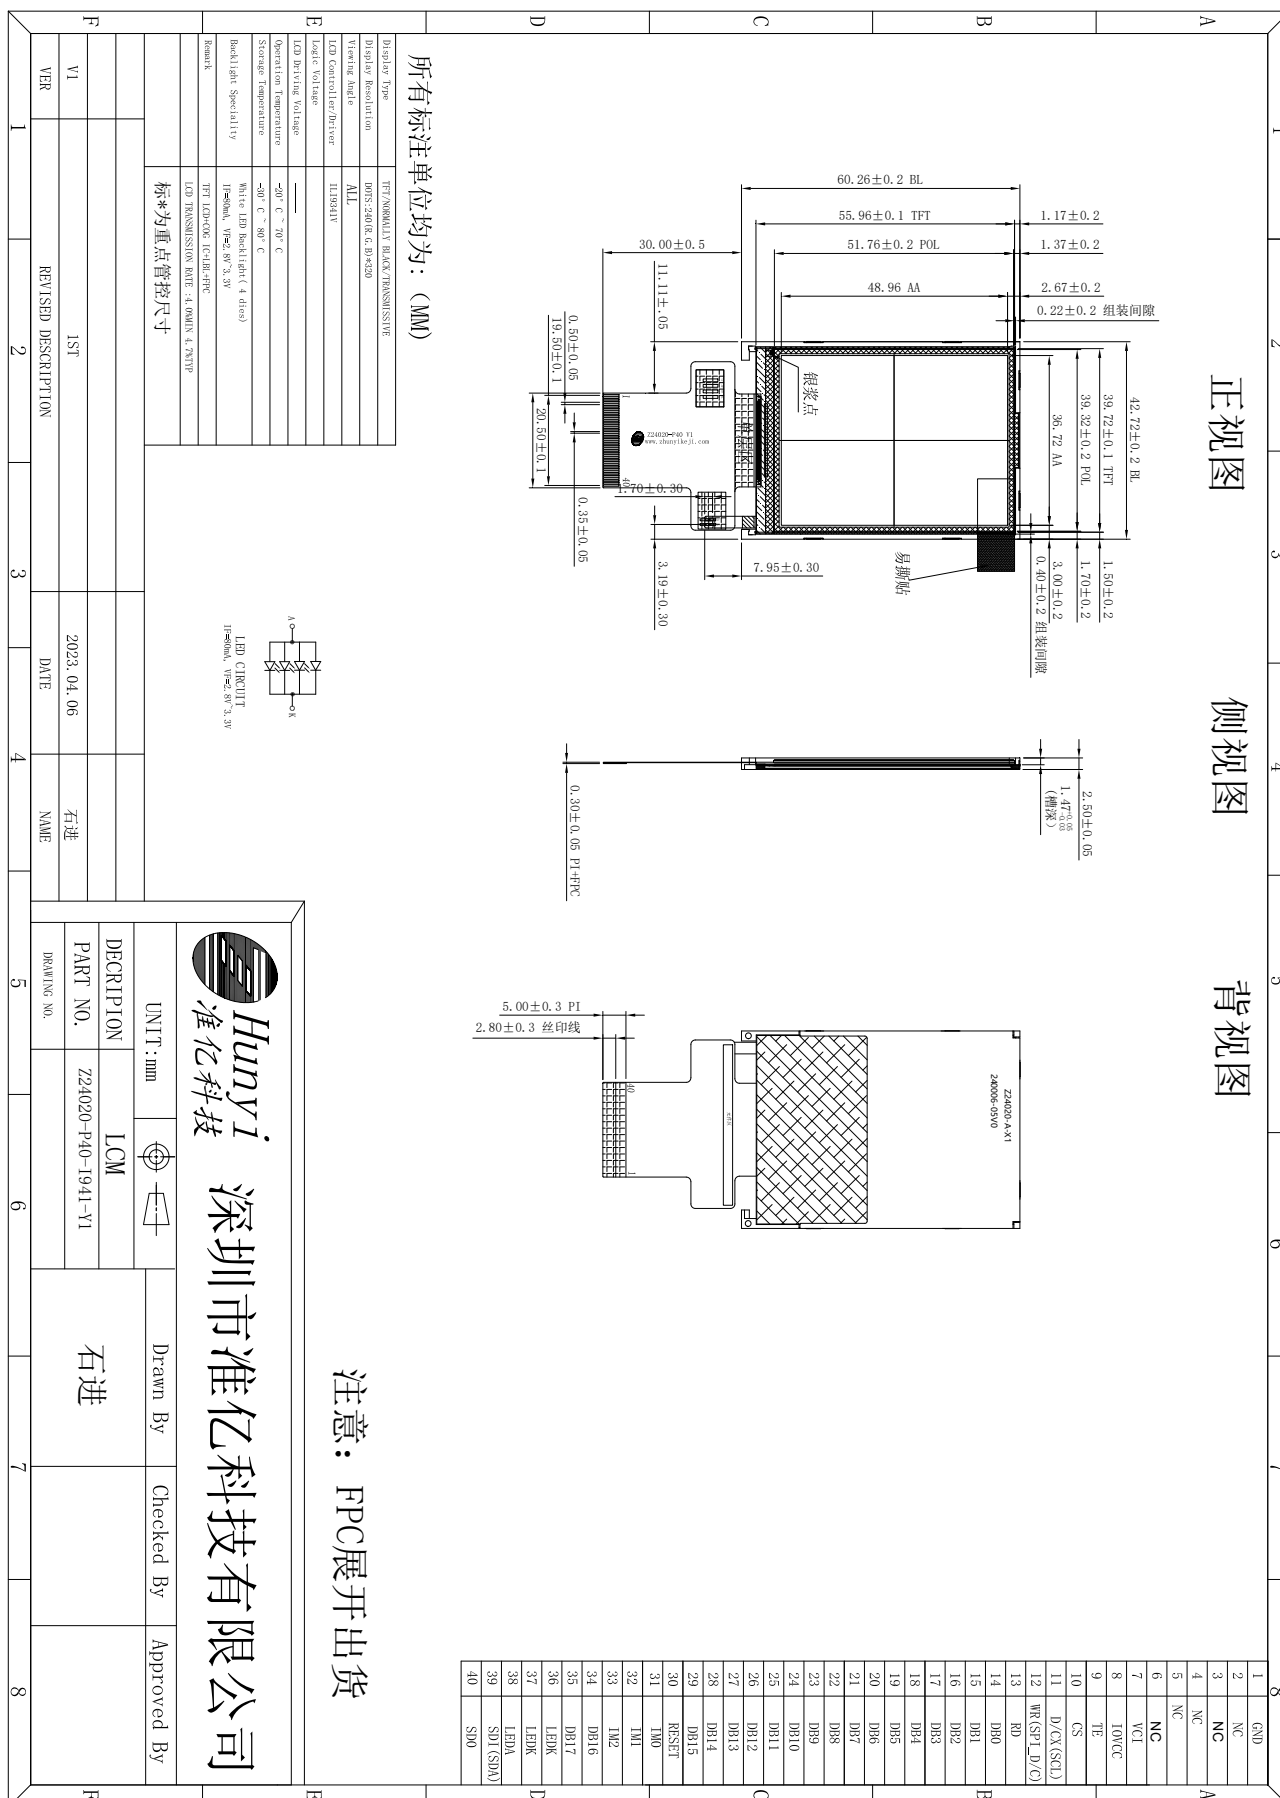 正视图
侧视图
背视图
60.26±0.2 BL
55.96±0.1 TFT
51.76±0.2 POL
48.96 AA
30.00±0.5
1.17±0.2
1.37±0.2
2.67±0.2
0.22±0.2 组装间隙
42.72±0.2 BL
39.72±0.1 TFT
39.32±0.2 POL
36.72 AA
1.50±0.2
1.70±0.2
3.00±0.2
0.40±0.2 组装间隙
11.11±.05
0.50±0.05
19.50±0.1
20.50±0.1
0.35±0.05
1.70±0.30
3.19±0.30
7.95±0.30
银浆点
易撕贴
Z24020-P40 V1
www.zhunyikeji.com
1
40
2.50±0.05
1.47
(槽深)
0.30±0.05 PI+FPC
Z24020-A-X1
240006-05V0
5.00±0.3 PI
2.80±0.3 丝印线
40
1
所有标注单位均为: (MM)
Display Type TFT/NORMALLY BLACK/TRANSMISSIVE
Display Resolution DOTS:240(R.G.B)*320
Viewing Angle ALL
LCD Controller/Driver ILI9341V
Logic Voltage
LCD Driving Voltage
Operation Temperature -20° C ~ 70° C
Storage Temperature -30° C ~ 80° C
Backlight Speciality White LED Backlight( 4 dies)
IF=80mA, VF=2.8V~3.3V
Remark TFT LCD+COG IC+LBL+FPC
LCD TRANSMISSION RATE :4.0%MIN 4.7%TYP
标*为重点管控尺寸
A K
LED CIRCUIT
IF=80mA, VF=2.8V~3.3V
V1 1ST 2023.04.06 石进
VER REVISED DESCRIPTION DATE NAME
注意: FPC展开出货
1 GND
2 NC
3 NC
4 NC
5 NC
6 NC
7 VCI
8 IOVCC
9 TE
10 CS
11 D/CX(SCL)
12 WR(SPI_D/C)
13 RD
14 DB0
15 DB1
16 DB2
17 DB3
18 DB4
19 DB5
20 DB6
21 DB7
22 DB8
23 DB9
24 DB10
25 DB11
26 DB12
27 DB13
28 DB14
29 DB15
30 RESET
31 IM0
32 IM1
33 IM2
34 DB16
35 DB17
36 LEDK
37 LEDK
38 LEDA
39 SDI(SDA)
40 SDO
Hunyi
准亿科技
深圳市准亿科技有限公司
UNIT:mm
Drawn By Checked By Approved By
DECRIPION LCM
PART NO. Z24020-P40-I941-Y1
石进
DRAWING NO.
A B C D E F
1 2 3 4 5 6 7 8